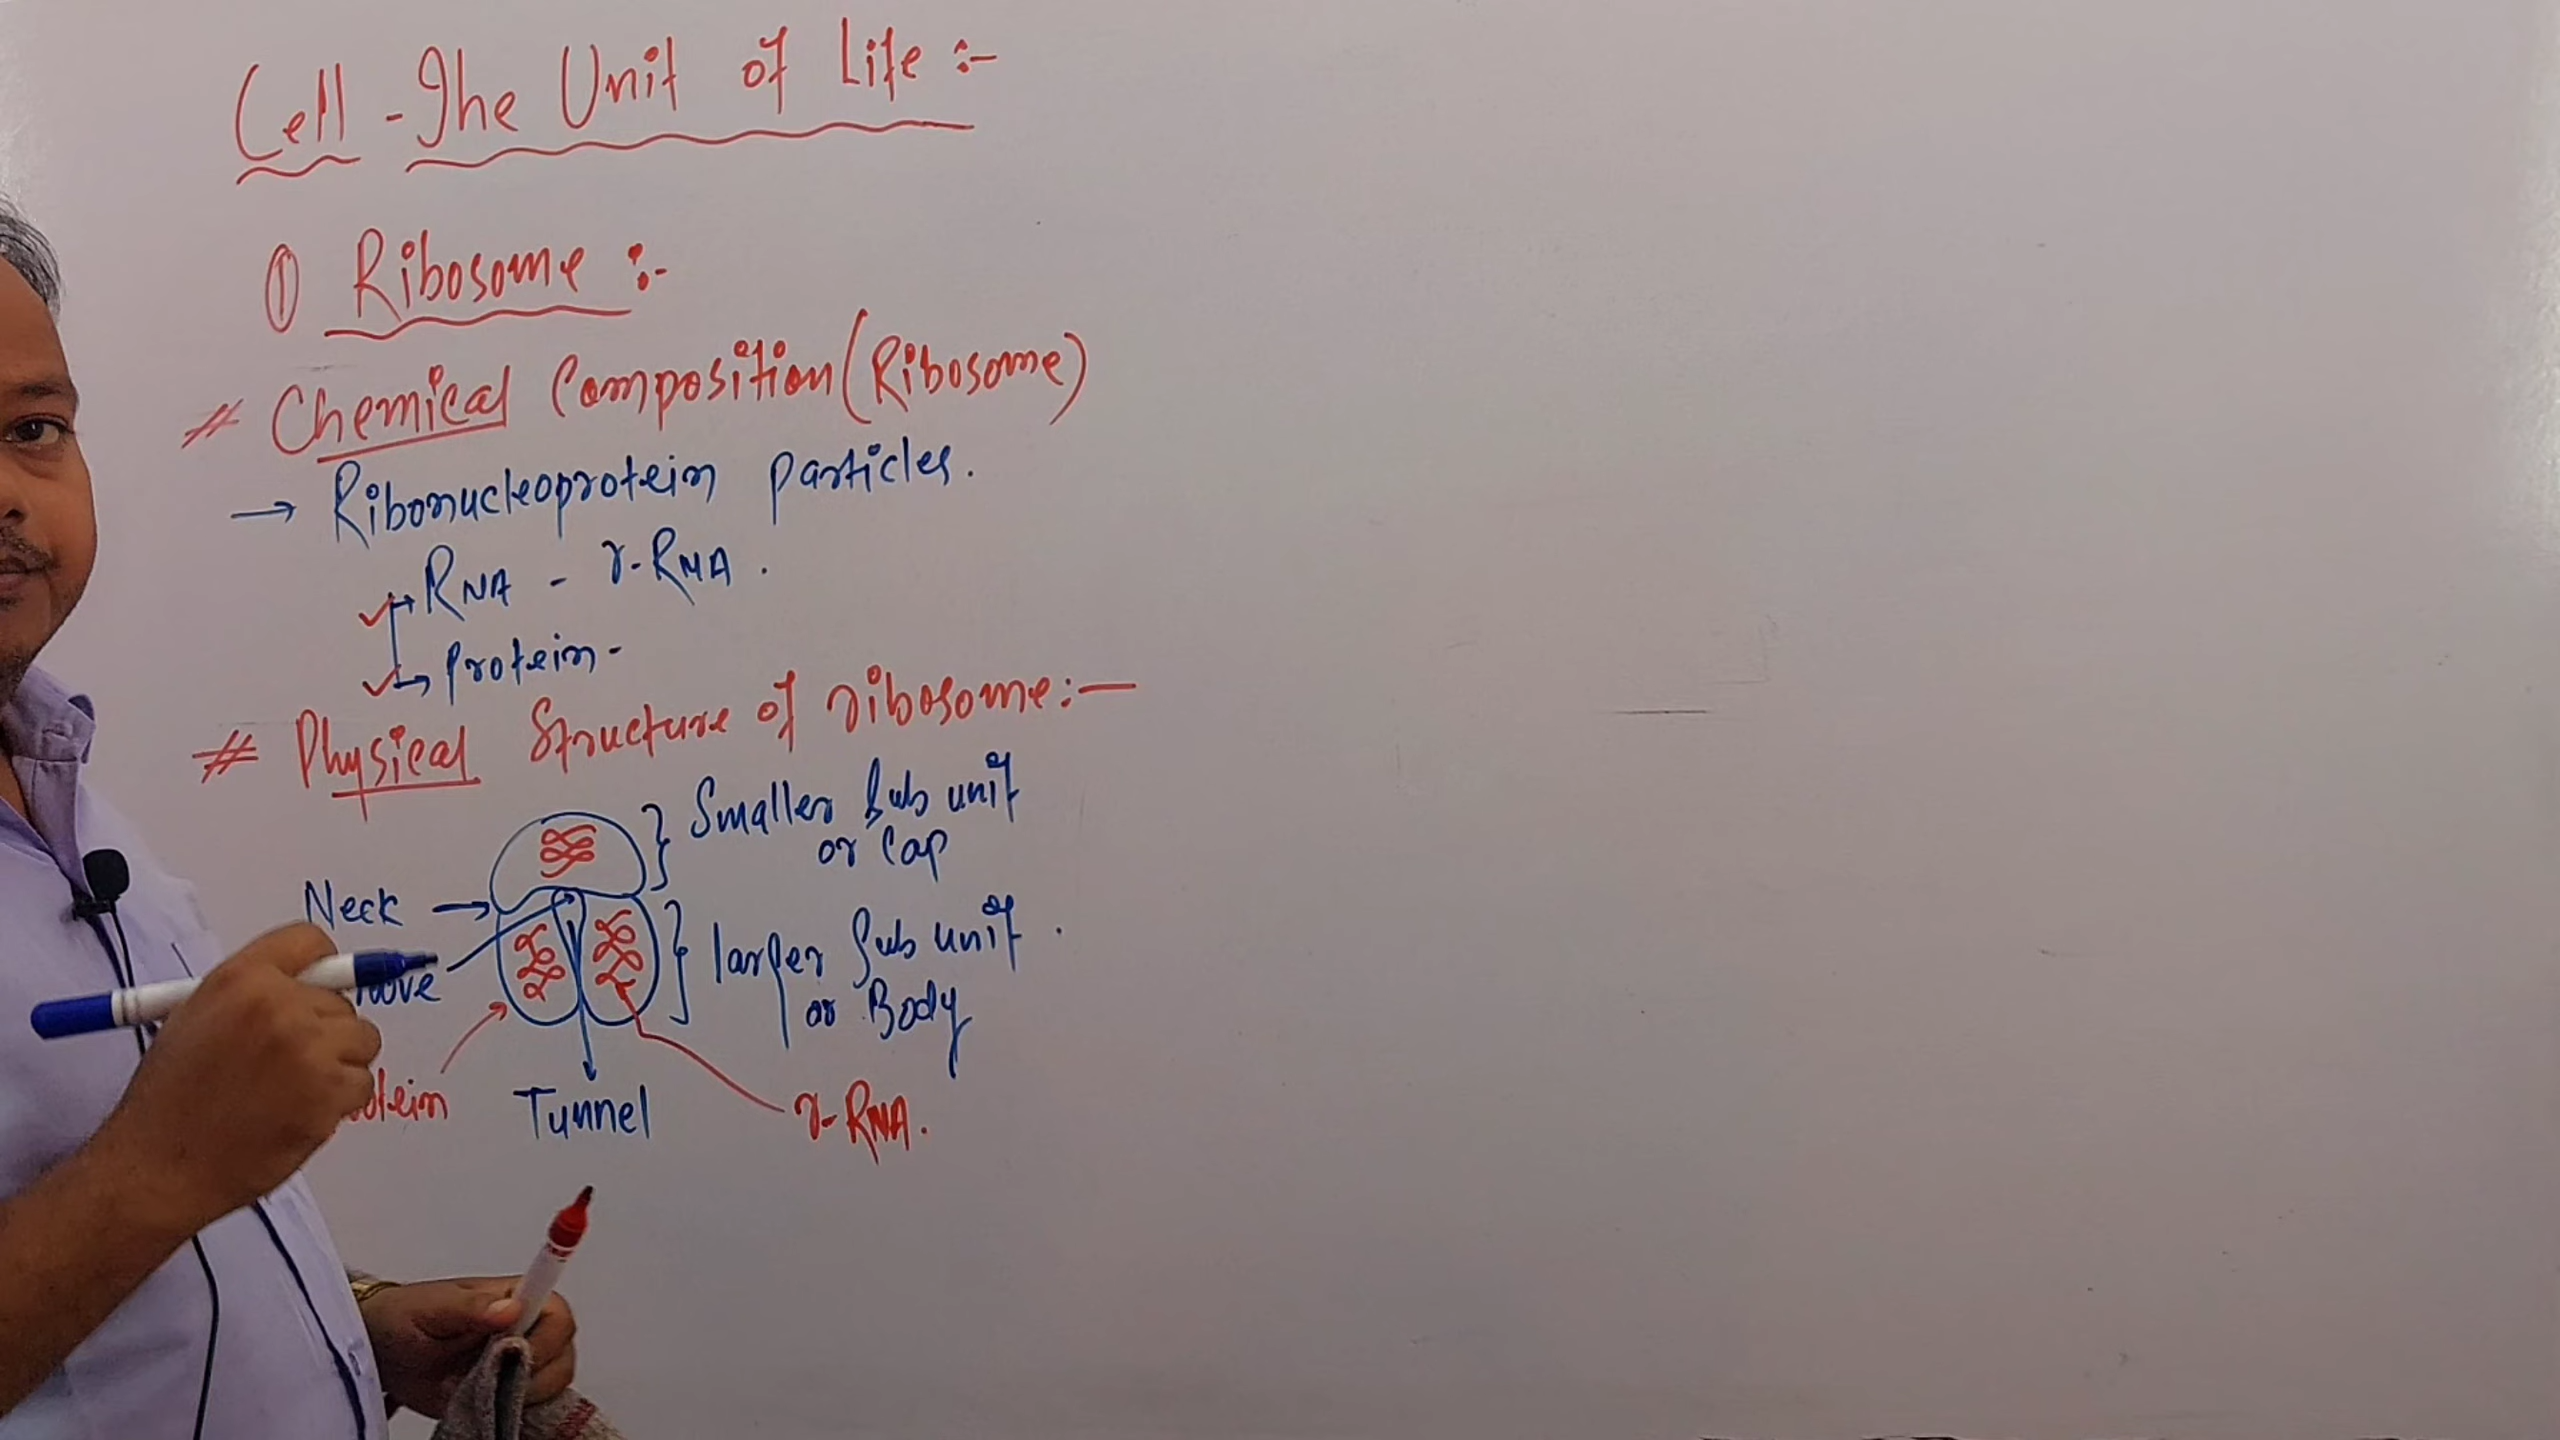 Cell - The Unit of Life :-
① Ribosome :-
# Chemical Composition (Ribosome)
→ Ribonucleoprotein Particles.
→ RNA - r-RNA.
→ Protein -
# Physical Structure of ribosome:-
Smaller Sub unit
or Cap
Neck →
larger Sub unit.
or Body
Tunnel
r-RNA.